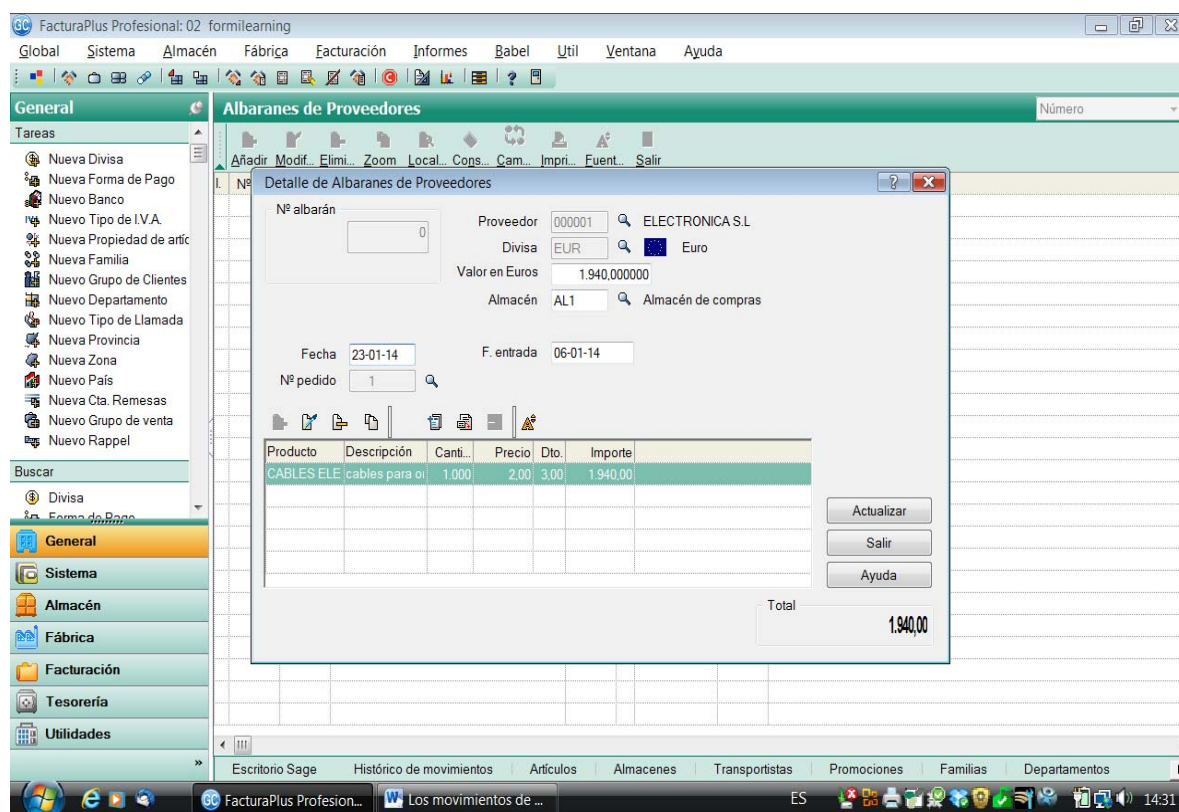 FacturaPlus Profesional: 02 formilearning
Global Sistema Almacén Fábrica Facturación Informes Babel Util Ventana Ayuda
General
Albaranes de Proveedores
Número
Tareas
Añadir Modif... Elimi... Zoom Local... Cons... Cam... Impri... Euent... Salir
Nueva Divisa
Nueva Forma de Pago
Nuevo Banco
Nuevo Tipo de I.V.A.
Nueva Propiedad de artíc
Nueva Familia
Nuevo Grupo de Clientes
Nuevo Departamento
Nuevo Tipo de Llamada
Nueva Provincia
Nueva Zona
Nuevo País
Nueva Cta. Remesas
Nuevo Grupo de venta
Nuevo Rappel
Buscar
Divisa
Forma de Pago
General
Sistema
Almacén
Fábrica
Facturación
Tesorería
Utilidades
Nº
Detalle de Albaranes de Proveedores
Nº albarán
0
Proveedor 000001 ELECTRONICA S.L
Divisa EUR Euro
Valor en Euros 1.940,000000
Almacén AL1 Almacén de compras
Fecha 23-01-14 F. entrada 06-01-14
Nº pedido 1
Producto Descripción Canti... Precio Dto. Importe
CABLES ELE cables para o 1.000 2,00 3,00 1.940,00
Actualizar
Salir
Ayuda
Total
1.940,00
Escritorio Sage Histórico de movimientos Artículos Almacenes Transportistas Promociones Familias Departamentos
FacturaPlus Profesion... Los movimientos de ... ES 14:31